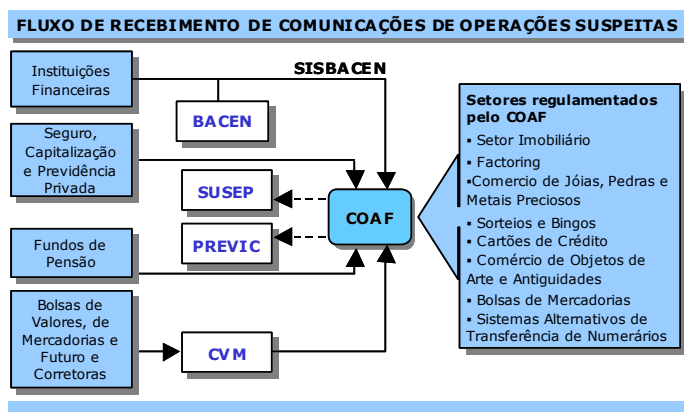 FLUXO DE RECEBIMENTO DE COMUNICAÇÕES DE OPERAÇÕES SUSPEITAS
Instituições
Financeiras
SISBACEN
BACEN
Seguro,
Capitalização
e Previdência
Privada
SUSEP
COAF
PREVIC
Fundos de
Pensão
Bolsas de
Valores, de
Mercadorias e
Futuro e
Corretoras
CVM
Setores regulamentados
pelo COAF
▪ Setor Imobiliário
▪ Factoring
▪Comercio de Jóias, Pedras e
Metais Preciosos
▪ Sorteios e Bingos
▪ Cartões de Crédito
▪ Comércio de Objetos de
Arte e Antiguidades
▪ Bolsas de Mercadorias
▪ Sistemas Alternativos de
Transferência de Numerários